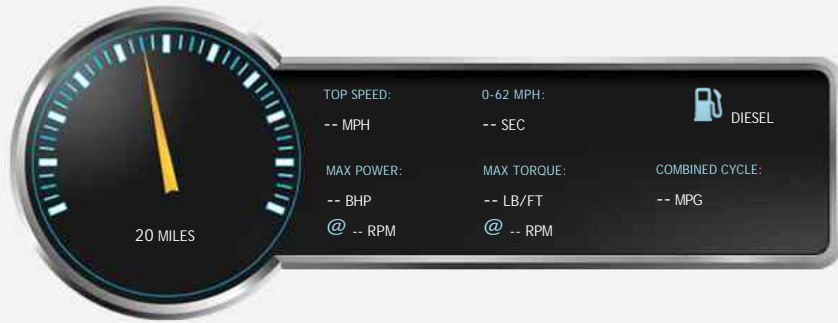 TOP SPEED:
-- MPH
0-62 MPH:
-- SEC
DIESEL
MAX POWER:
-- BHP
@ -- RPM
MAX TORQUE:
-- LB/FT
@ -- RPM
COMBINED CYCLE:
-- MPG
20 MILES